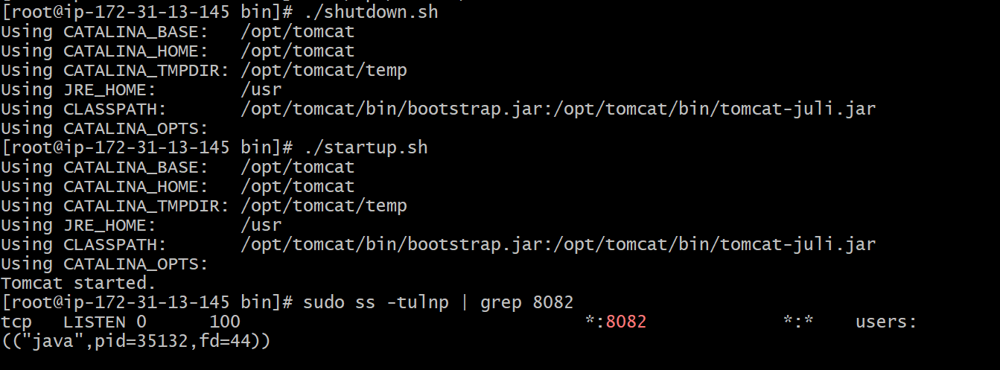 [root@ip-172-31-13-145 bin]# ./shutdown.sh
Using CATALINA_BASE:   /opt/tomcat
Using CATALINA_HOME:   /opt/tomcat
Using CATALINA_TMPDIR: /opt/tomcat/temp
Using JRE_HOME:        /usr
Using CLASSPATH:       /opt/tomcat/bin/bootstrap.jar:/opt/tomcat/bin/tomcat-juli.jar
Using CATALINA_OPTS:
[root@ip-172-31-13-145 bin]# ./startup.sh
Using CATALINA_BASE:   /opt/tomcat
Using CATALINA_HOME:   /opt/tomcat
Using CATALINA_TMPDIR: /opt/tomcat/temp
Using JRE_HOME:        /usr
Using CLASSPATH:       /opt/tomcat/bin/bootstrap.jar:/opt/tomcat/bin/tomcat-juli.jar
Using CATALINA_OPTS:
Tomcat started.
[root@ip-172-31-13-145 bin]# sudo ss -tulnp | grep 8082
tcp   LISTEN 0      100                                 *:8082             *:*    users:
(("java",pid=35132,fd=44))